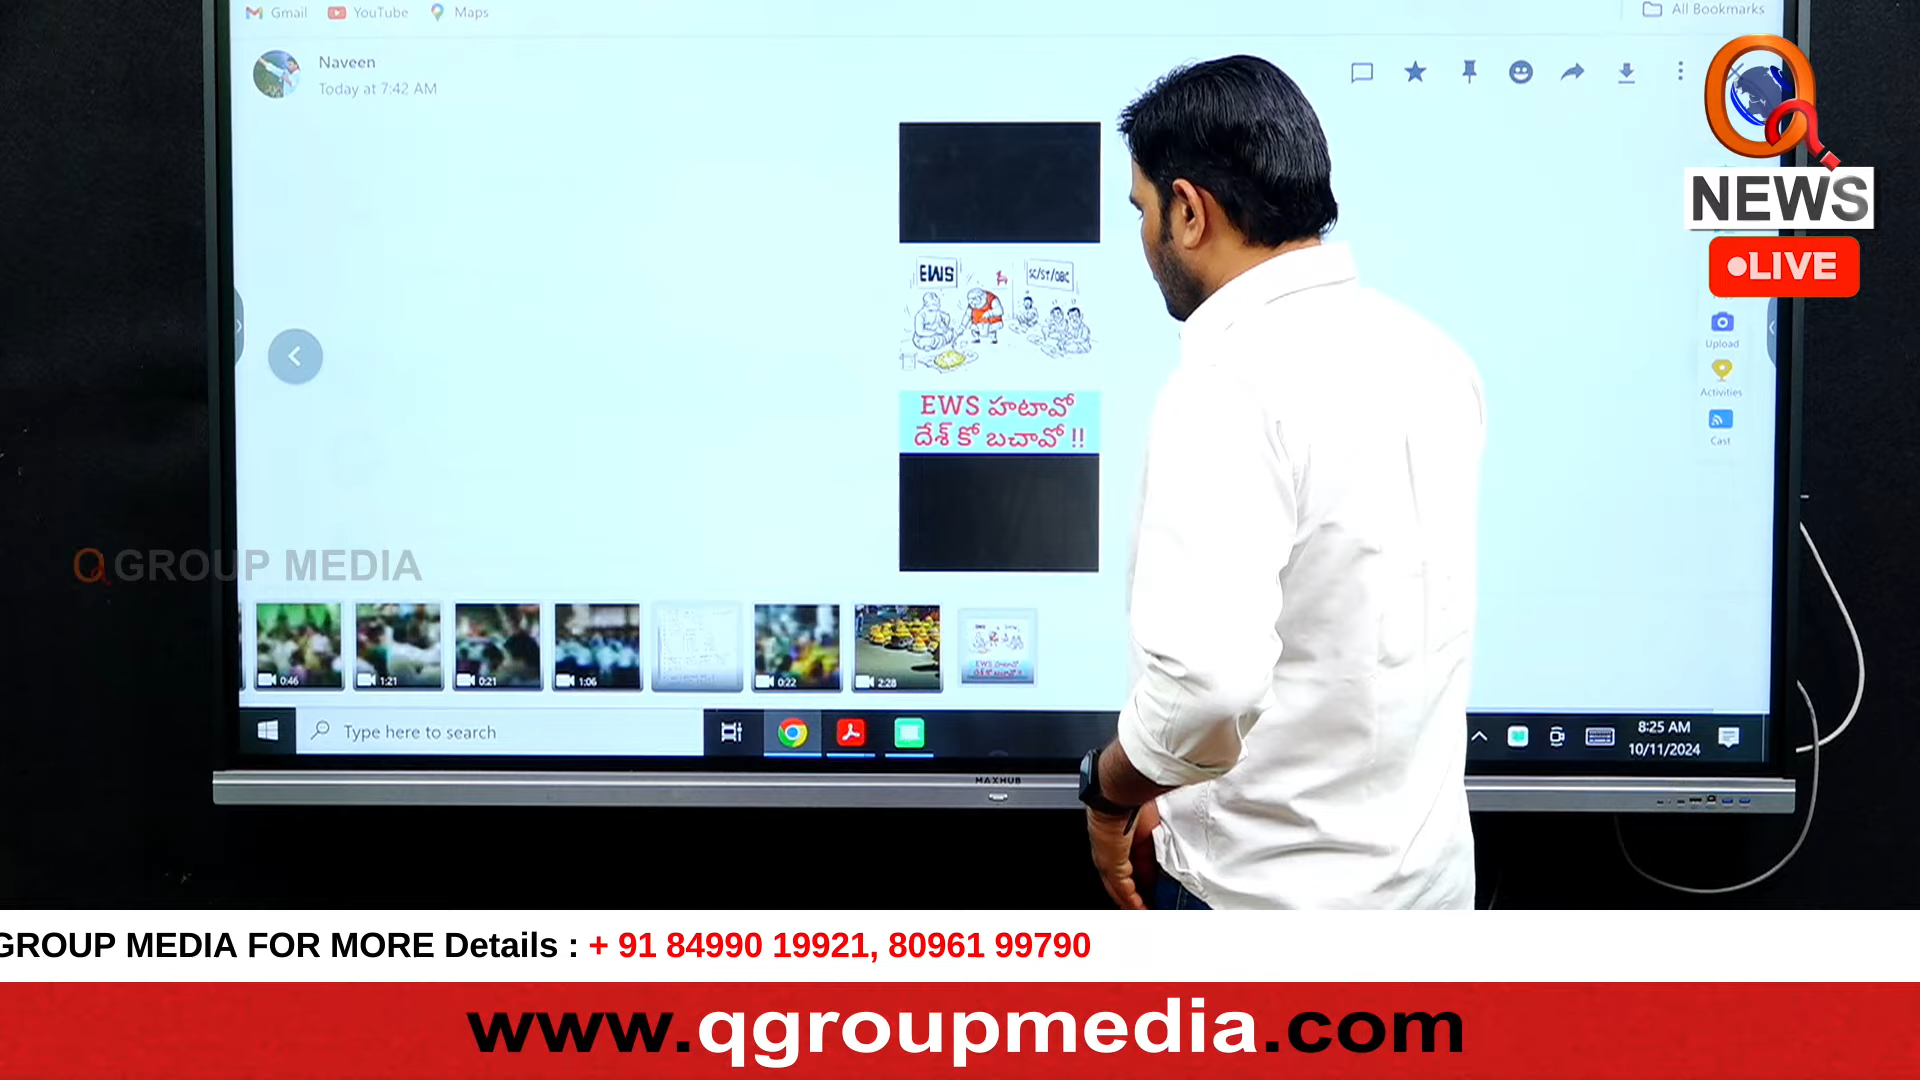 Gmail
YouTube
Maps
All Bookmarks
Naveen
Today at 7:42 AM
NEWS
LIVE
EWS
SC/ST/OBC
Upload
Activities
Cast
EWS హటావో
దేశ్ కో బచావో !!
Q GROUP MEDIA
0:46
1:21
0:21
1:06
0:22
2:28
Type here to search
8:25 AM
10/11/2024
MAXHUB
GROUP MEDIA FOR MORE Details : + 91 84990 19921, 80961 99790
www.qgroupmedia.com